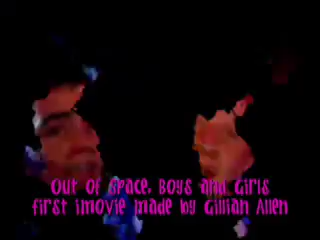 Out of Space, Boys and Girls
first imovie made by Gillian Allen